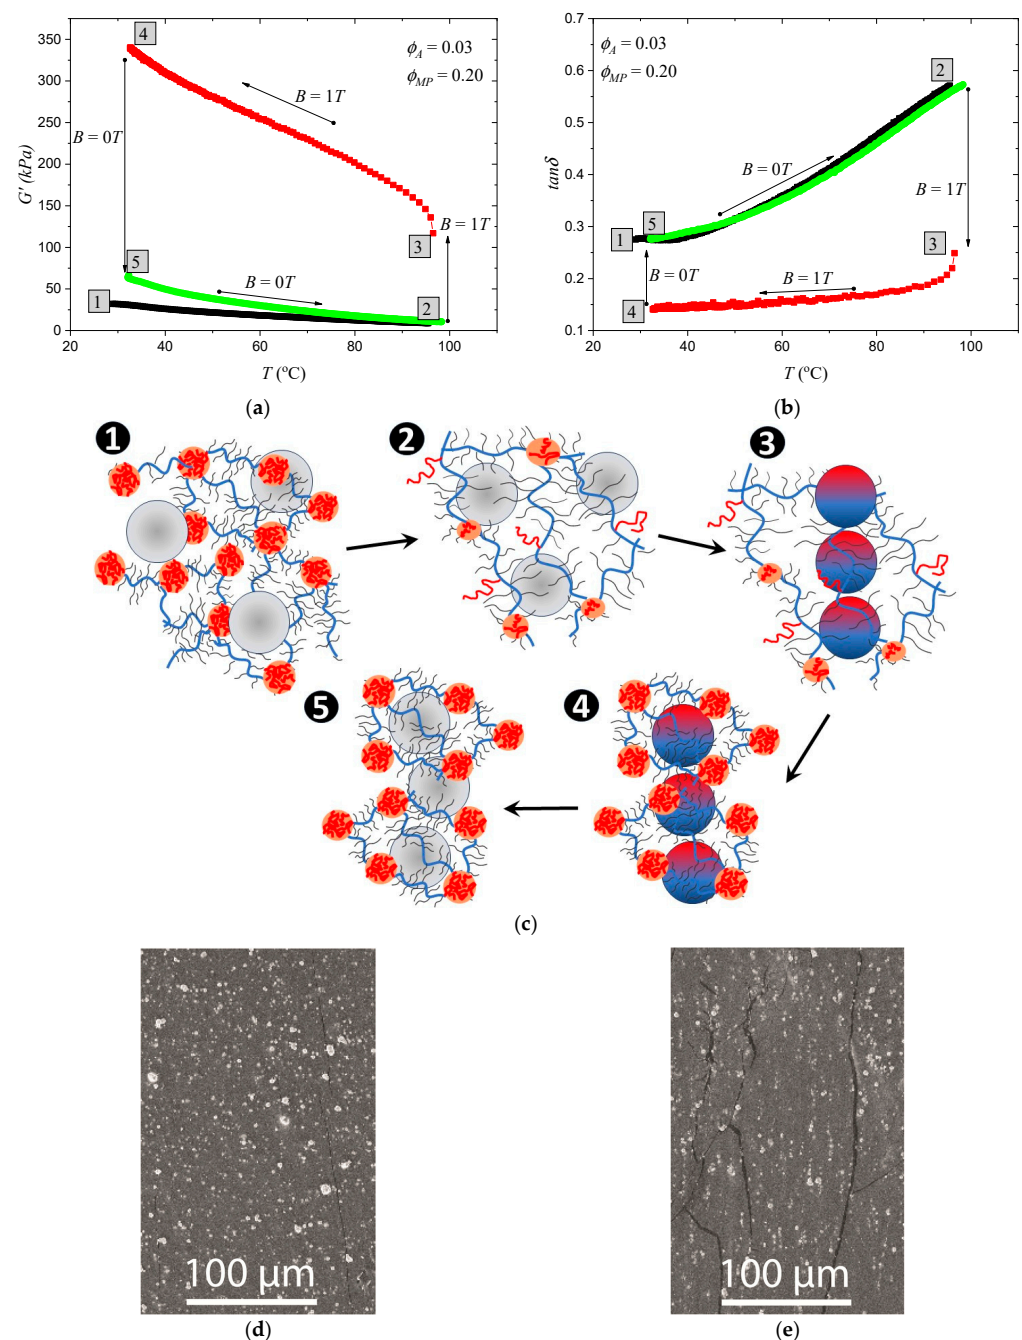 4
ϕA = 0.03
ϕMP = 0.20
B = 1T
B = 0T
B = 1T
3
5
B = 0T
1
2
G' (kPa)
350
300
250
200
150
100
50
0
20 40 60 80 100
T (ºC)
(a)
ϕA = 0.03
ϕMP = 0.20
2
B = 0T
B = 1T
1
5
3
B = 0T
B = 1T
4
tanδ
0.7
0.6
0.5
0.4
0.3
0.2
0.1
20 40 60 80 100
T (ºC)
(b)
1
2
3
5
4
(c)
100 µm
(d)
100 µm
(e)